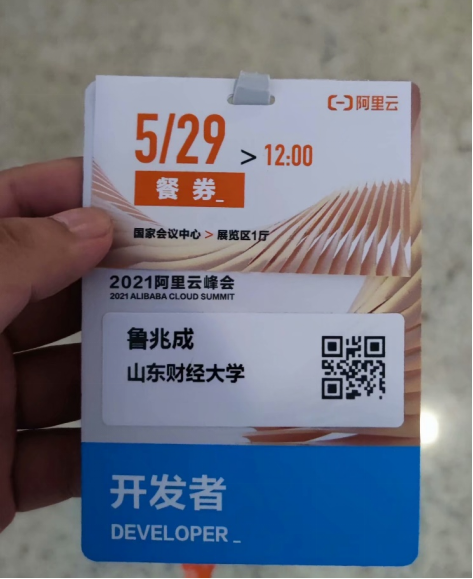 阿里云
5/29 > 12:00
餐券_
国家会议中心 > 展览区1厅
2021阿里云峰会
2021 ALIBABA CLOUD SUMMIT
鲁兆成
山东财经大学
开发者
DEVELOPER_